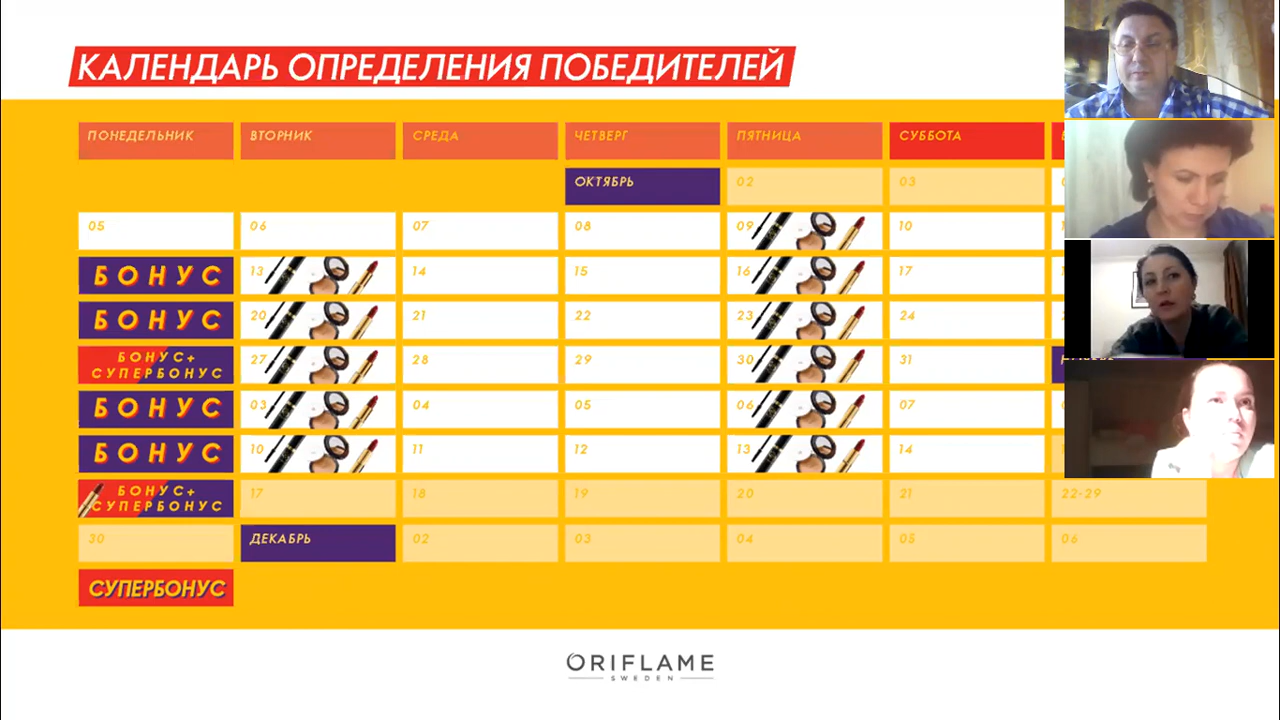 КАЛЕНДАРЬ ОПРЕДЕЛЕНИЯ ПОБЕДИТЕЛЕЙ
ПОНЕДЕЛЬНИК ВТОРНИК СРЕДА ЧЕТВЕРГ ПЯТНИЦА СУББОТА
ОКТЯБРЬ 02 03
05 06 07 08 09 10
БОНУС 13 14 15 16 17
БОНУС 20 21 22 23 24
БОНУС+
СУПЕРБОНУС 27 28 29 30 31
БОНУС 03 04 05 06 07
БОНУС 10 11 12 13 14
БОНУС+
СУПЕРБОНУС 17 18 19 20 21 22-29
30 ДЕКАБРЬ 02 03 04 05 06
СУПЕРБОНУС
ORIFLAME
SWEDEN